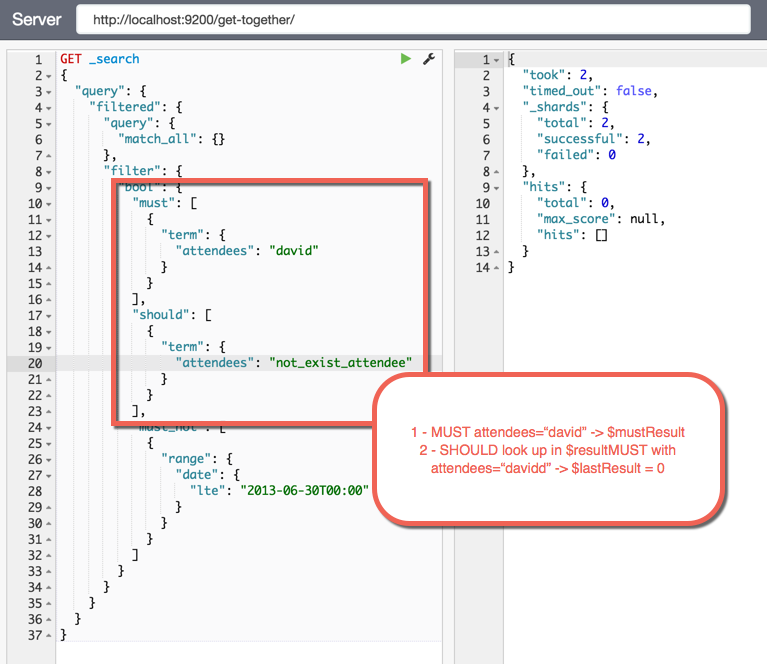 Server http://localhost:9200/get-together/
1 GET _search
2 {
3 "query": {
4 "filtered": {
5 "query": {
6 "match_all": {}
7 },
8 "filter": {
9 "bool": {
10 "must": [
11 {
12 "term": {
13 "attendees": "david"
14 }
15 }
16 ],
17 "should": [
18 {
19 "term": {
20 "attendees": "not_exist_attendee"
21 }
22 }
23 ],
24 "must_not": [
25 {
26 "range": {
27 "date": {
28 "lte": "2013-06-30T00:00"
29 }
30 }
31 }
32 ]
33 }
34 }
35 }
36 }
37 }
1 {
2 "took": 2,
3 "timed_out": false,
4 "_shards": {
5 "total": 2,
6 "successful": 2,
7 "failed": 0
8 },
9 "hits": {
10 "total": 0,
11 "max_score": null,
12 "hits": []
13 }
14 }
1 - MUST attendees=“david” -> $mustResult
2 - SHOULD look up in $resultMUST with
attendees=“davidd” -> $lastResult = 0